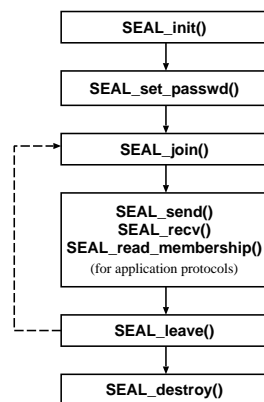 SEAL_init()
SEAL_set_passwd()
SEAL_join()
SEAL_send()
SEAL_recv()
SEAL_read_membership()
(for application protocols)
SEAL_leave()
SEAL_destroy()